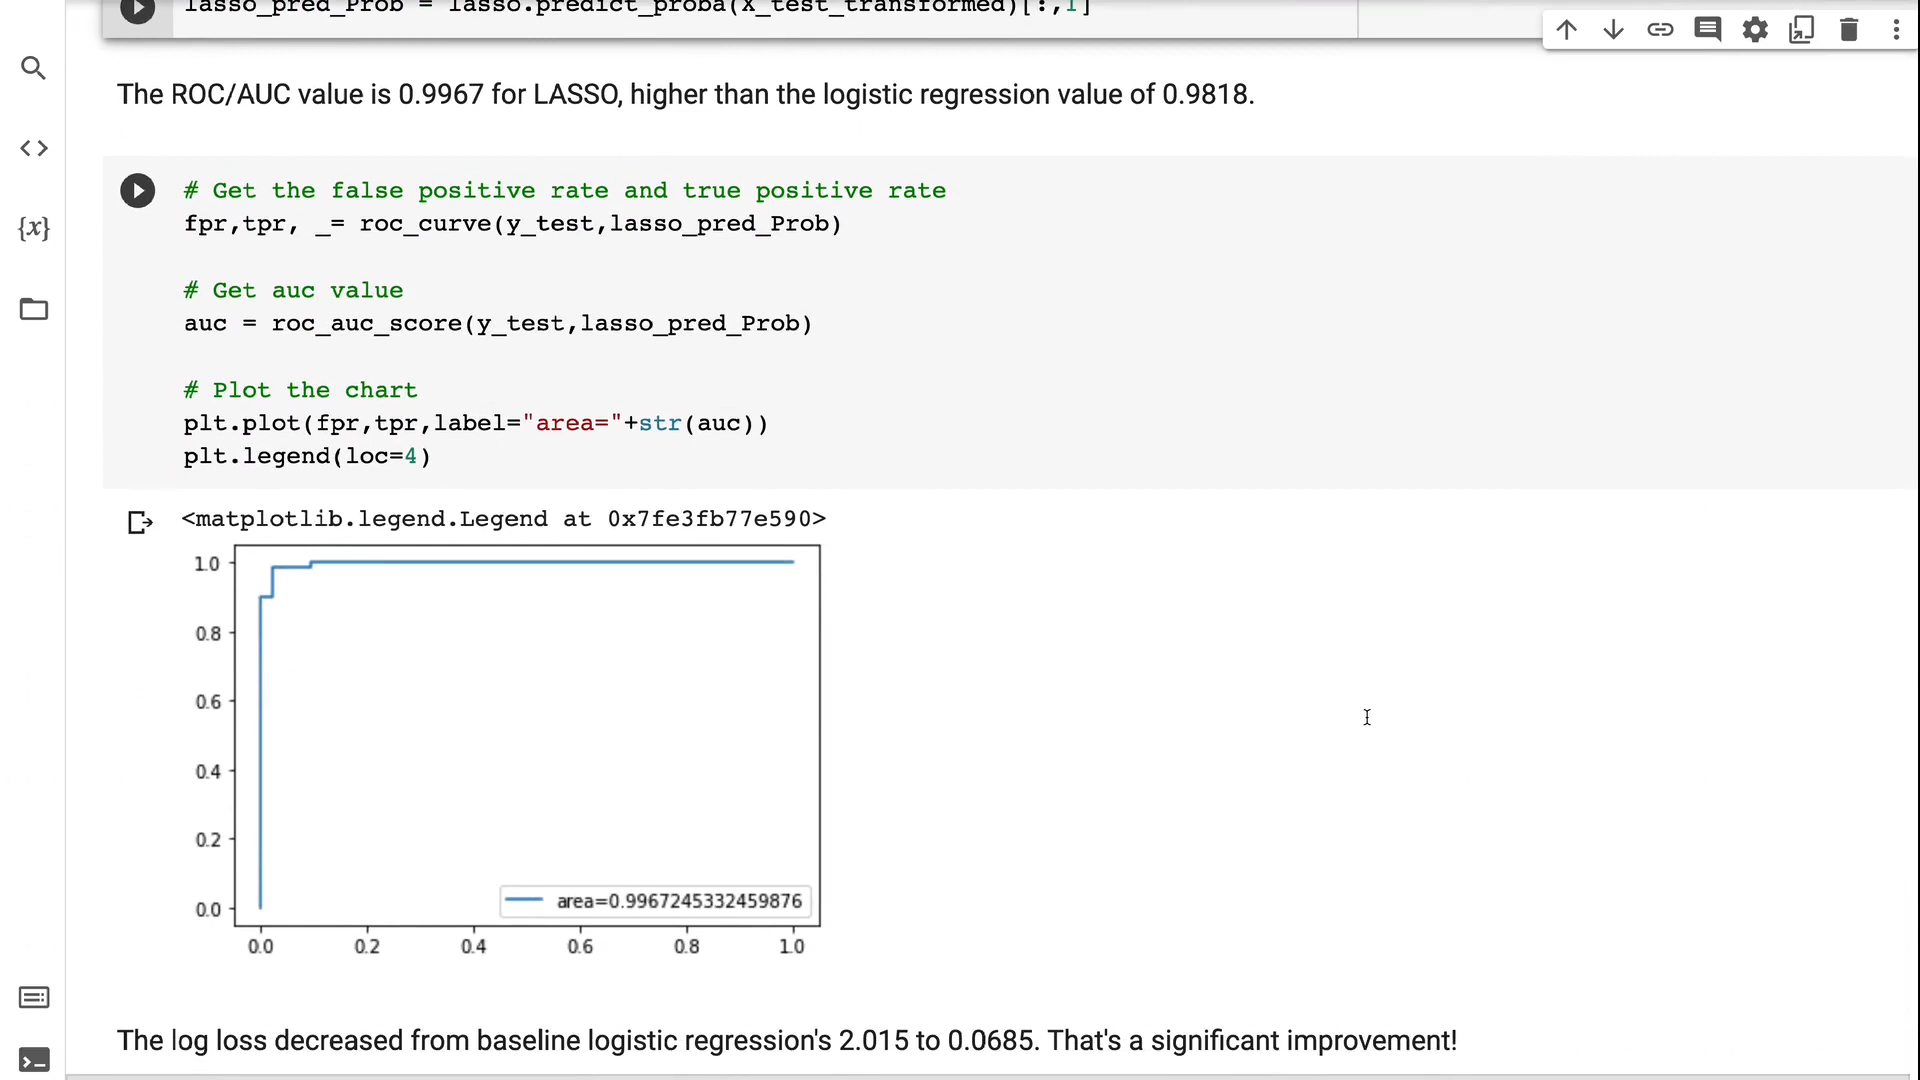 lasso_pred_Prob = lasso.predict_proba(X_test_transformed)[:,1]
The ROC/AUC value is 0.9967 for LASSO, higher than the logistic regression value of 0.9818.
# Get the false positive rate and true positive rate
fpr,tpr, _= roc_curve(y_test,lasso_pred_Prob)
# Get auc value
auc = roc_auc_score(y_test,lasso_pred_Prob)
# Plot the chart
plt.plot(fpr,tpr,label="area="+str(auc))
plt.legend(loc=4)
<matplotlib.legend.Legend at 0x7fe3fb77e590>
1.0
0.8
0.6
0.4
0.2
0.0
area=0.9967245332459876
0.0 0.2 0.4 0.6 0.8 1.0
The log loss decreased from baseline logistic regression's 2.015 to 0.0685. That's a significant improvement!
{x}